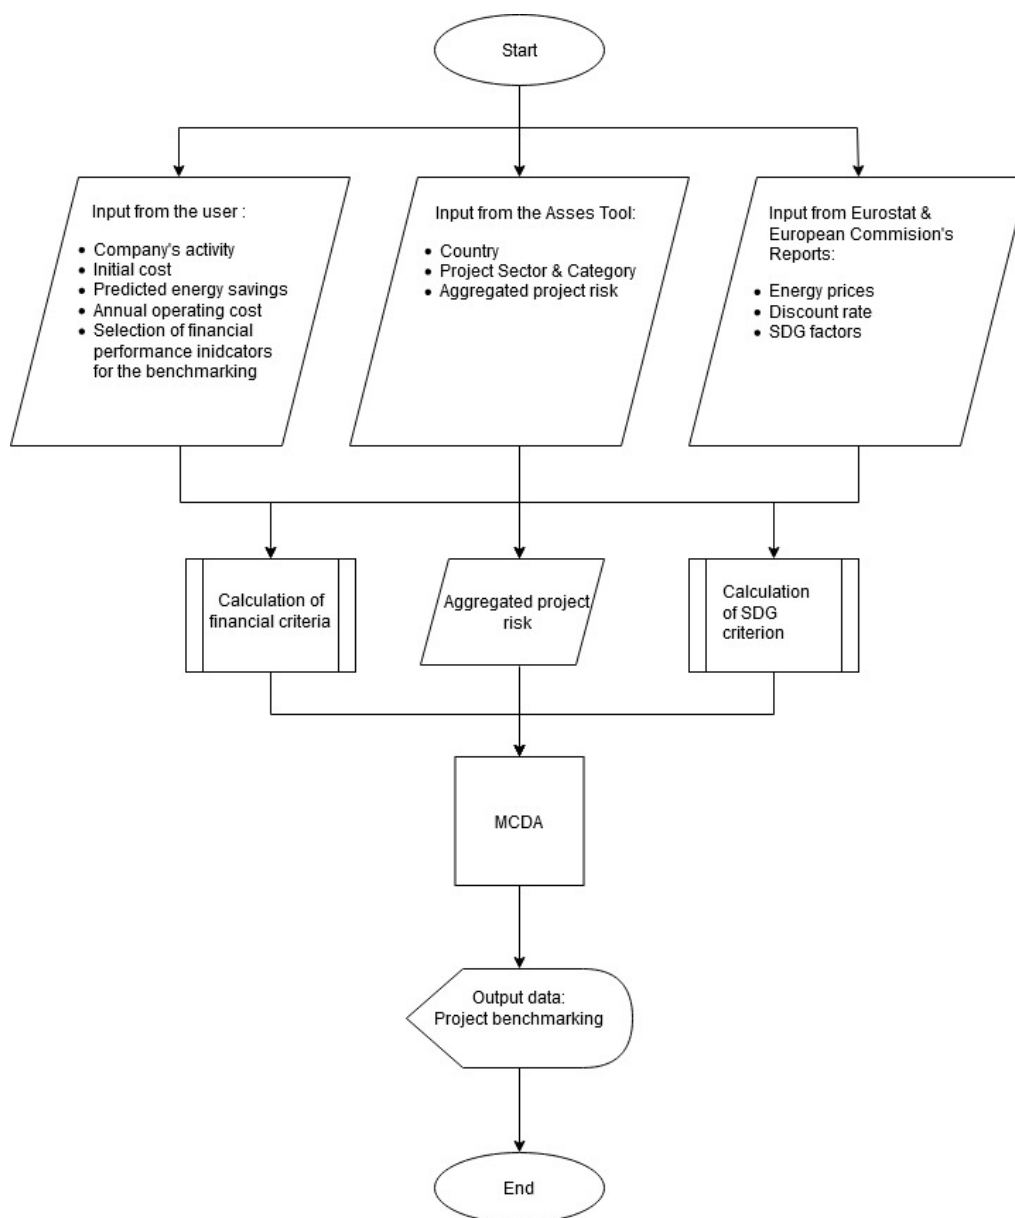 Start
Input from the user :
• Company's activity
• Initial cost
• Predicted energy savings
• Annual operating cost
• Selection of financial
performance inidcators
for the benchmarking
Input from the Asses Tool:
• Country
• Project Sector & Category
• Aggregated project risk
Input from Eurostat &
European Commision's
Reports:
• Energy prices
• Discount rate
• SDG factors
Calculation of
financial criteria
Aggregated project
risk
Calculation
of SDG
criterion
MCDA
Output data:
Project benchmarking
End